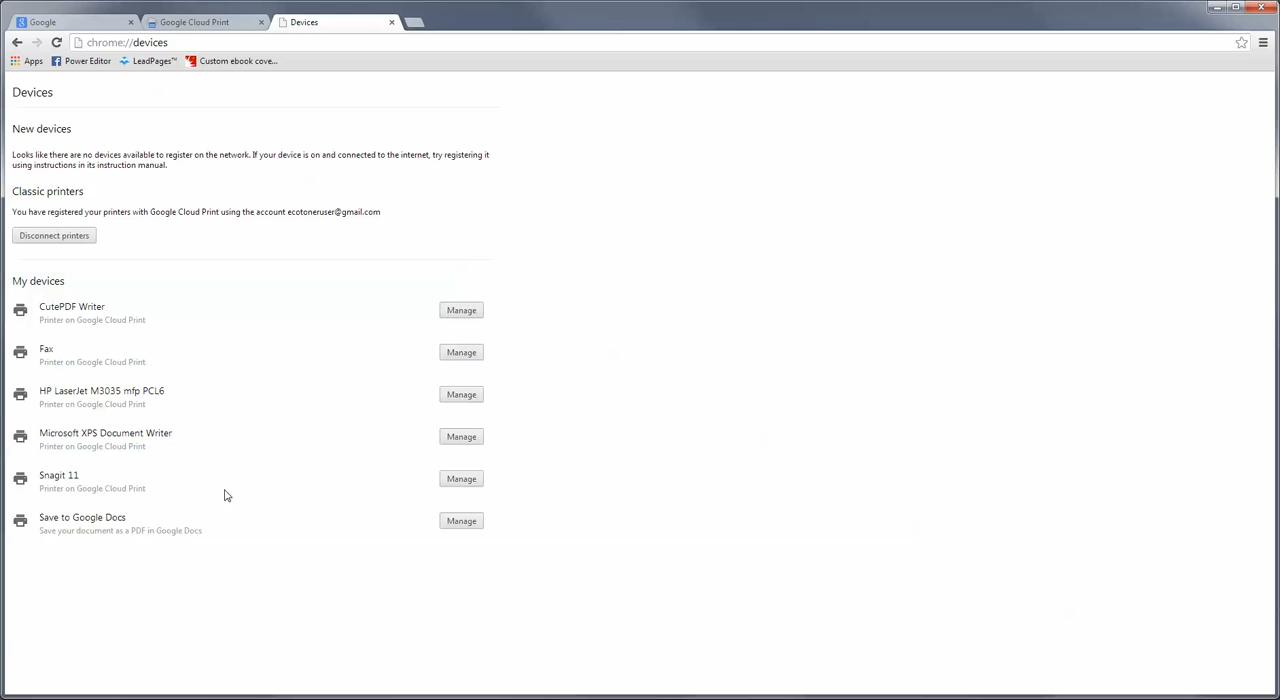 Google
Google Cloud Print
Devices
chrome://devices
Apps
Power Editor
LeadPages™
Custom ebook cove...
Devices
New devices
Looks like there are no devices available to register on the network. If your device is on and connected to the internet, try registering it
using instructions in its instruction manual.
Classic printers
You have registered your printers with Google Cloud Print using the account ecotoneruser@gmail.com
Disconnect printers
My devices
CutePDF Writer
Manage
Printer on Google Cloud Print
Fax
Manage
Printer on Google Cloud Print
HP LaserJet M3035 mfp PCL6
Manage
Printer on Google Cloud Print
Microsoft XPS Document Writer
Manage
Printer on Google Cloud Print
Snagit 11
Manage
Printer on Google Cloud Print
Save to Google Docs
Manage
Save your document as a PDF in Google Docs